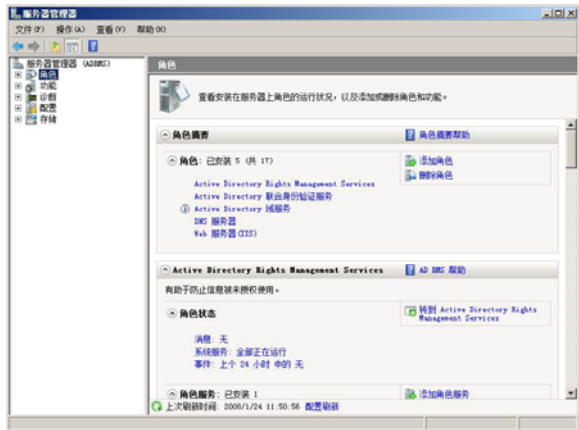 服务器管理器
文件(F) 操作(A) 查看(V) 帮助(H)
服务器管理器 (ADRMS)
角色
功能
诊断
配置
存储
角色
查看安装在服务器上角色的运行状况，以及添加或删除角色和功能。
角色摘要
角色摘要帮助
角色: 已安装 5 (共 17)
添加角色
删除角色
Active Directory Rights Management Services
Active Directory 联合身份验证服务
Active Directory 域服务
DNS 服务器
Web 服务器(IIS)
Active Directory Rights Management Services
AD RMS 帮助
有助于防止信息被未授权使用。
角色状态
转到 Active Directory Rights
Management Services
消息: 无
系统服务: 全部正在运行
事件: 上个 24 小时 中的 无
角色服务: 已安装 1
添加角色服务
上次刷新时间: 2008/1/24 11:50:56 配置刷新